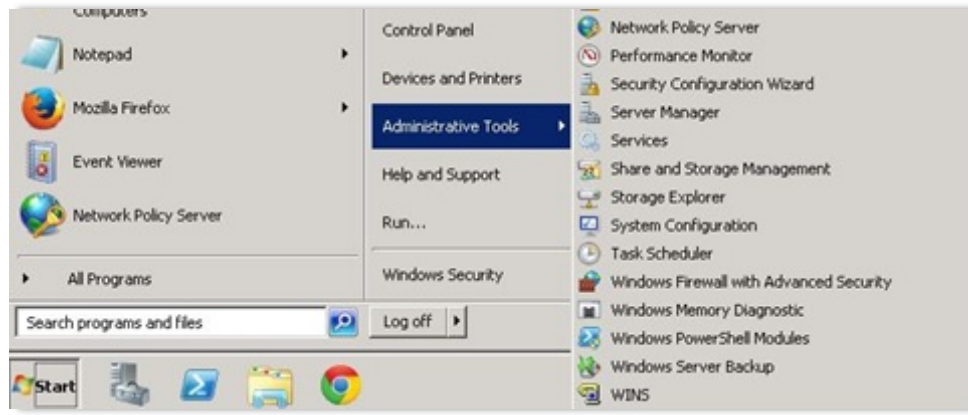 Computers
Notepad
Mozilla Firefox
Event Viewer
Network Policy Server
All Programs
Search programs and files
Start
Control Panel
Devices and Printers
Administrative Tools
Help and Support
Run...
Windows Security
Log off
Network Policy Server
Performance Monitor
Security Configuration Wizard
Server Manager
Services
Share and Storage Management
Storage Explorer
System Configuration
Task Scheduler
Windows Firewall with Advanced Security
Windows Memory Diagnostic
Windows PowerShell Modules
Windows Server Backup
WINS